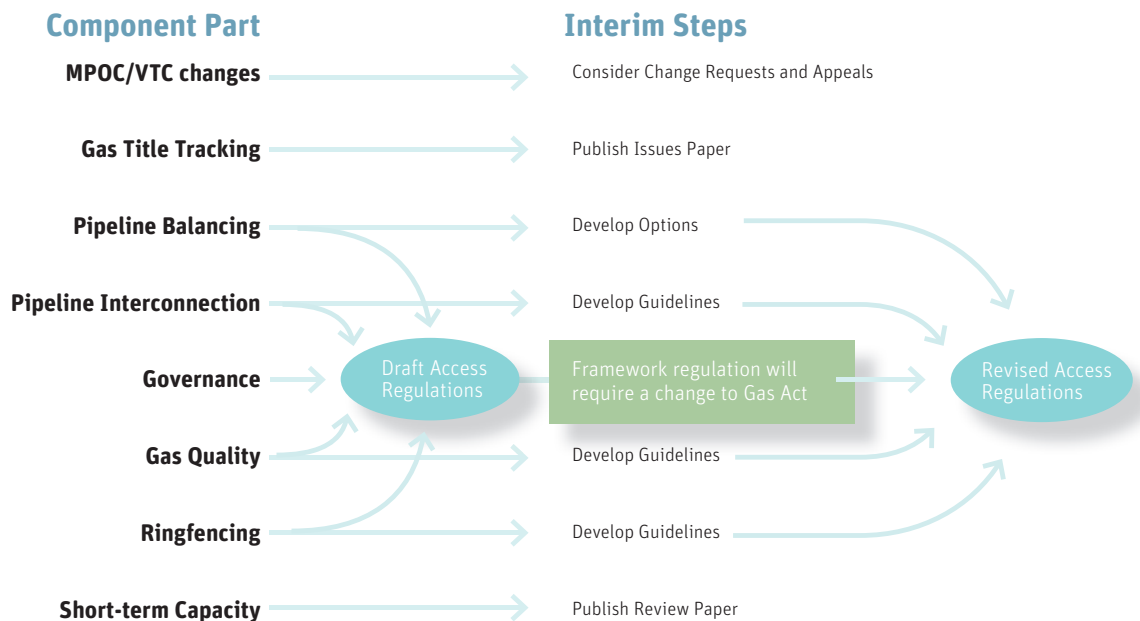 Component Part
Interim Steps
MPOC/VTC changes
Consider Change Requests and Appeals
Gas Title Tracking
Publish Issues Paper
Pipeline Balancing
Develop Options
Pipeline Interconnection
Develop Guidelines
Governance
Draft Access
Regulations
Framework regulation will
require a change to Gas Act
Revised Access
Regulations
Gas Quality
Develop Guidelines
Ringfencing
Develop Guidelines
Short-term Capacity
Publish Review Paper